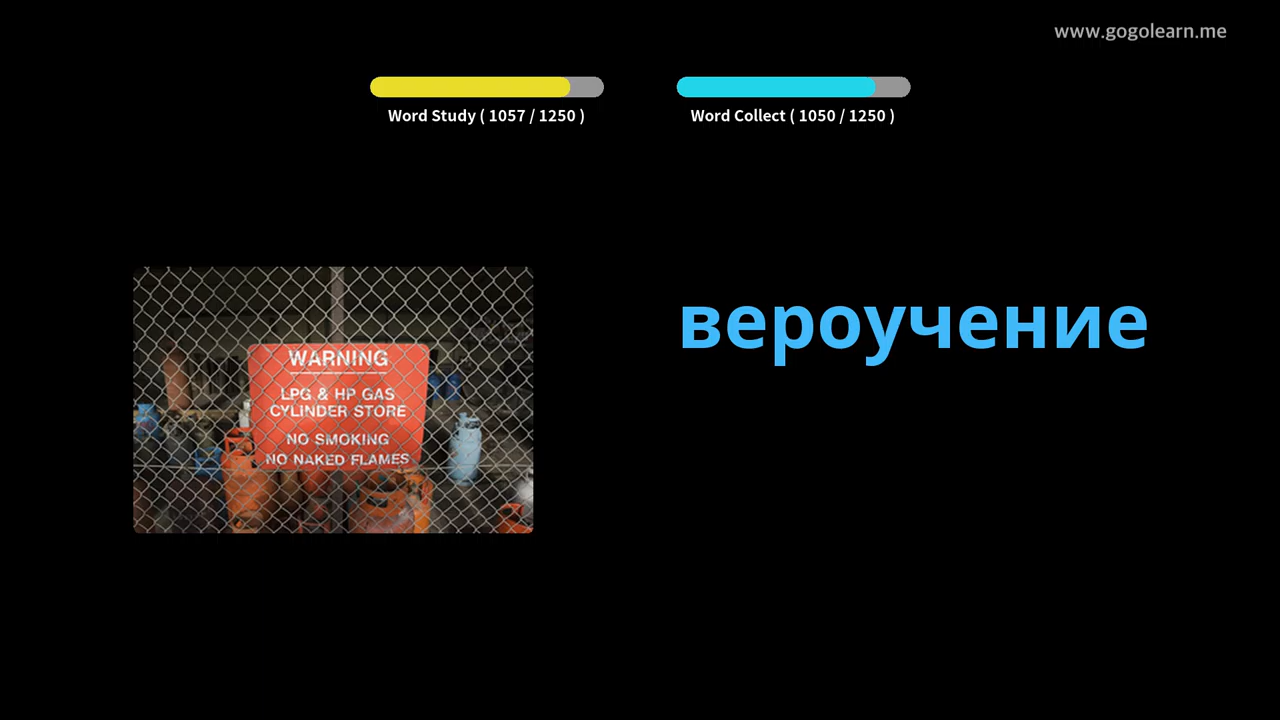 www.gogolearn.me
Word Study ( 1057 / 1250 )
Word Collect ( 1050 / 1250 )
вероучение
WARNING
LPG & HP GAS
CYLINDER STORE
NO SMOKING
NO NAKED FLAMES